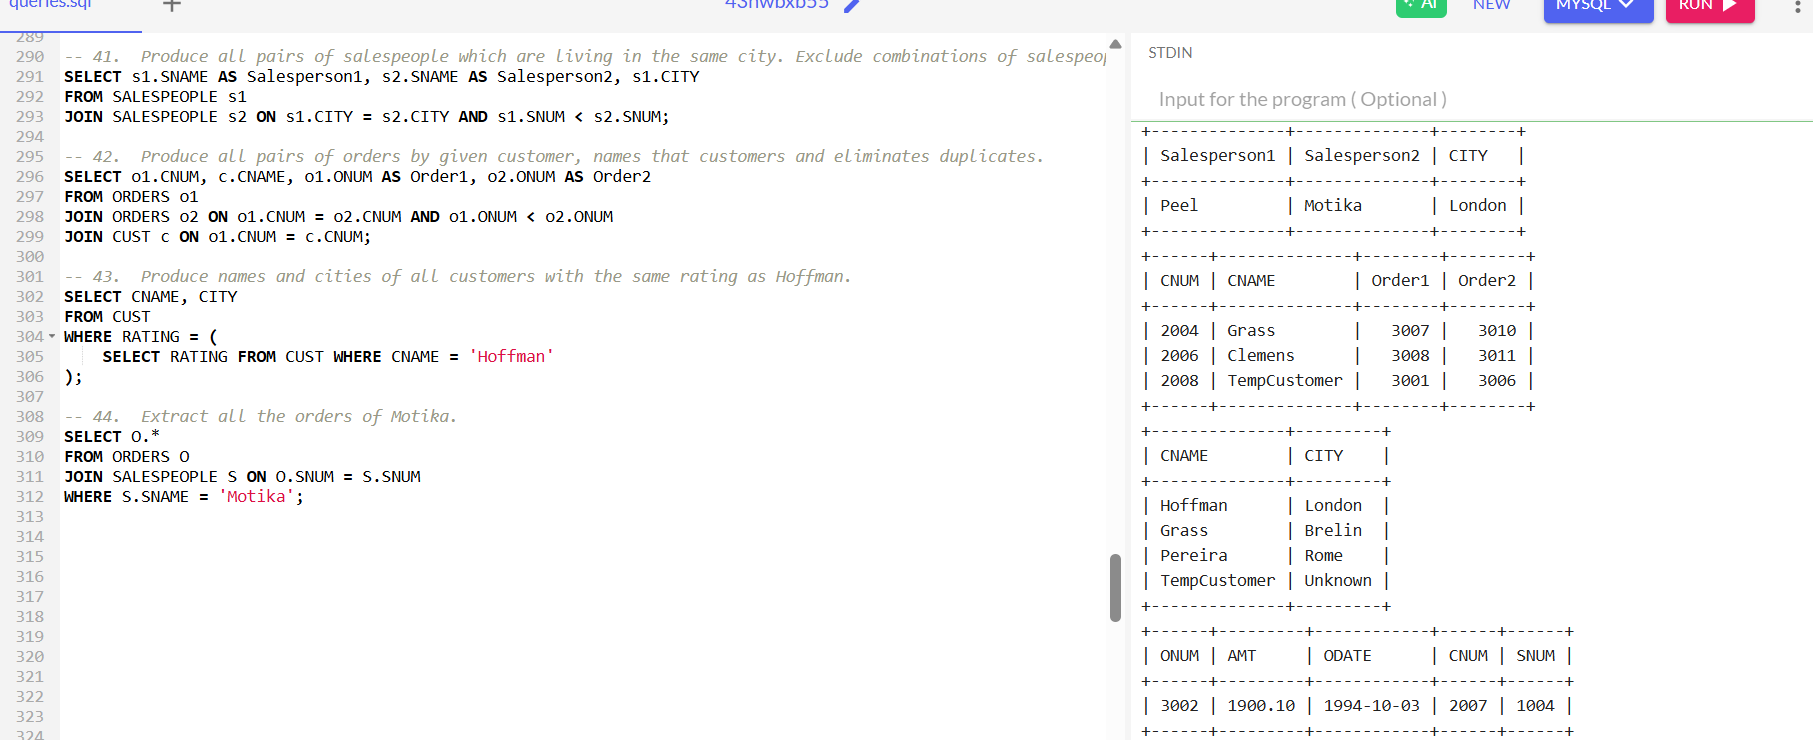 queries.sql
43nwbxb55
AI
NEW
MYSQL
RUN
289
290 -- 41.  Produce all pairs of salespeople which are living in the same city. Exclude combinations of salespeop
291 SELECT s1.SNAME AS Salesperson1, s2.SNAME AS Salesperson2, s1.CITY
292 FROM SALESPEOPLE s1
293 JOIN SALESPEOPLE s2 ON s1.CITY = s2.CITY AND s1.SNUM < s2.SNUM;
294
295 -- 42.  Produce all pairs of orders by given customer, names that customers and eliminates duplicates.
296 SELECT o1.CNUM, c.CNAME, o1.ONUM AS Order1, o2.ONUM AS Order2
297 FROM ORDERS o1
298 JOIN ORDERS o2 ON o1.CNUM = o2.CNUM AND o1.ONUM < o2.ONUM
299 JOIN CUST c ON o1.CNUM = c.CNUM;
300
301 -- 43.  Produce names and cities of all customers with the same rating as Hoffman.
302 SELECT CNAME, CITY
303 FROM CUST
304 WHERE RATING = (
305     SELECT RATING FROM CUST WHERE CNAME = 'Hoffman'
306 );
307
308 -- 44.  Extract all the orders of Motika.
309 SELECT O.*
310 FROM ORDERS O
311 JOIN SALESPEOPLE S ON O.SNUM = S.SNUM
312 WHERE S.SNAME = 'Motika';
313
314
315
316
317
318
319
320
321
322
323
324
STDIN
Input for the program ( Optional )
+--------------+--------------+--------+
| Salesperson1 | Salesperson2 | CITY   |
+--------------+--------------+--------+
| Peel         | Motika       | London |
+--------------+--------------+--------+
+------+--------------+--------+--------+
| CNUM | CNAME        | Order1 | Order2 |
+------+--------------+--------+--------+
| 2004 | Grass        |   3007 |   3010 |
| 2006 | Clemens      |   3008 |   3011 |
| 2008 | TempCustomer |   3001 |   3006 |
+------+--------------+--------+--------+
+--------------+---------+
| CNAME        | CITY    |
+--------------+---------+
| Hoffman      | London  |
| Grass        | Brelin  |
| Pereira      | Rome    |
| TempCustomer | Unknown |
+--------------+---------+
+------+---------+------------+------+------+
| ONUM | AMT     | ODATE      | CNUM | SNUM |
+------+---------+------------+------+------+
| 3002 | 1900.10 | 1994-10-03 | 2007 | 1004 |
+------+---------+------------+------+------+